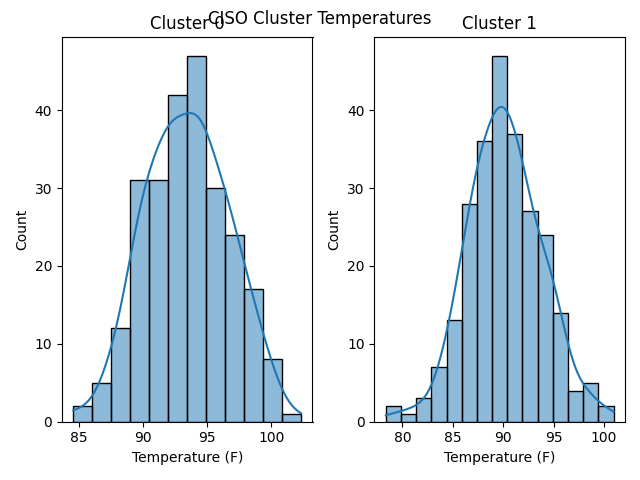 CISO Cluster Temperatures
Cluster 0
Cluster 1
Count
40
30
20
10
0
85 90 95 100
Temperature (F)
Count
40
30
20
10
0
80 85 90 95 100
Temperature (F)